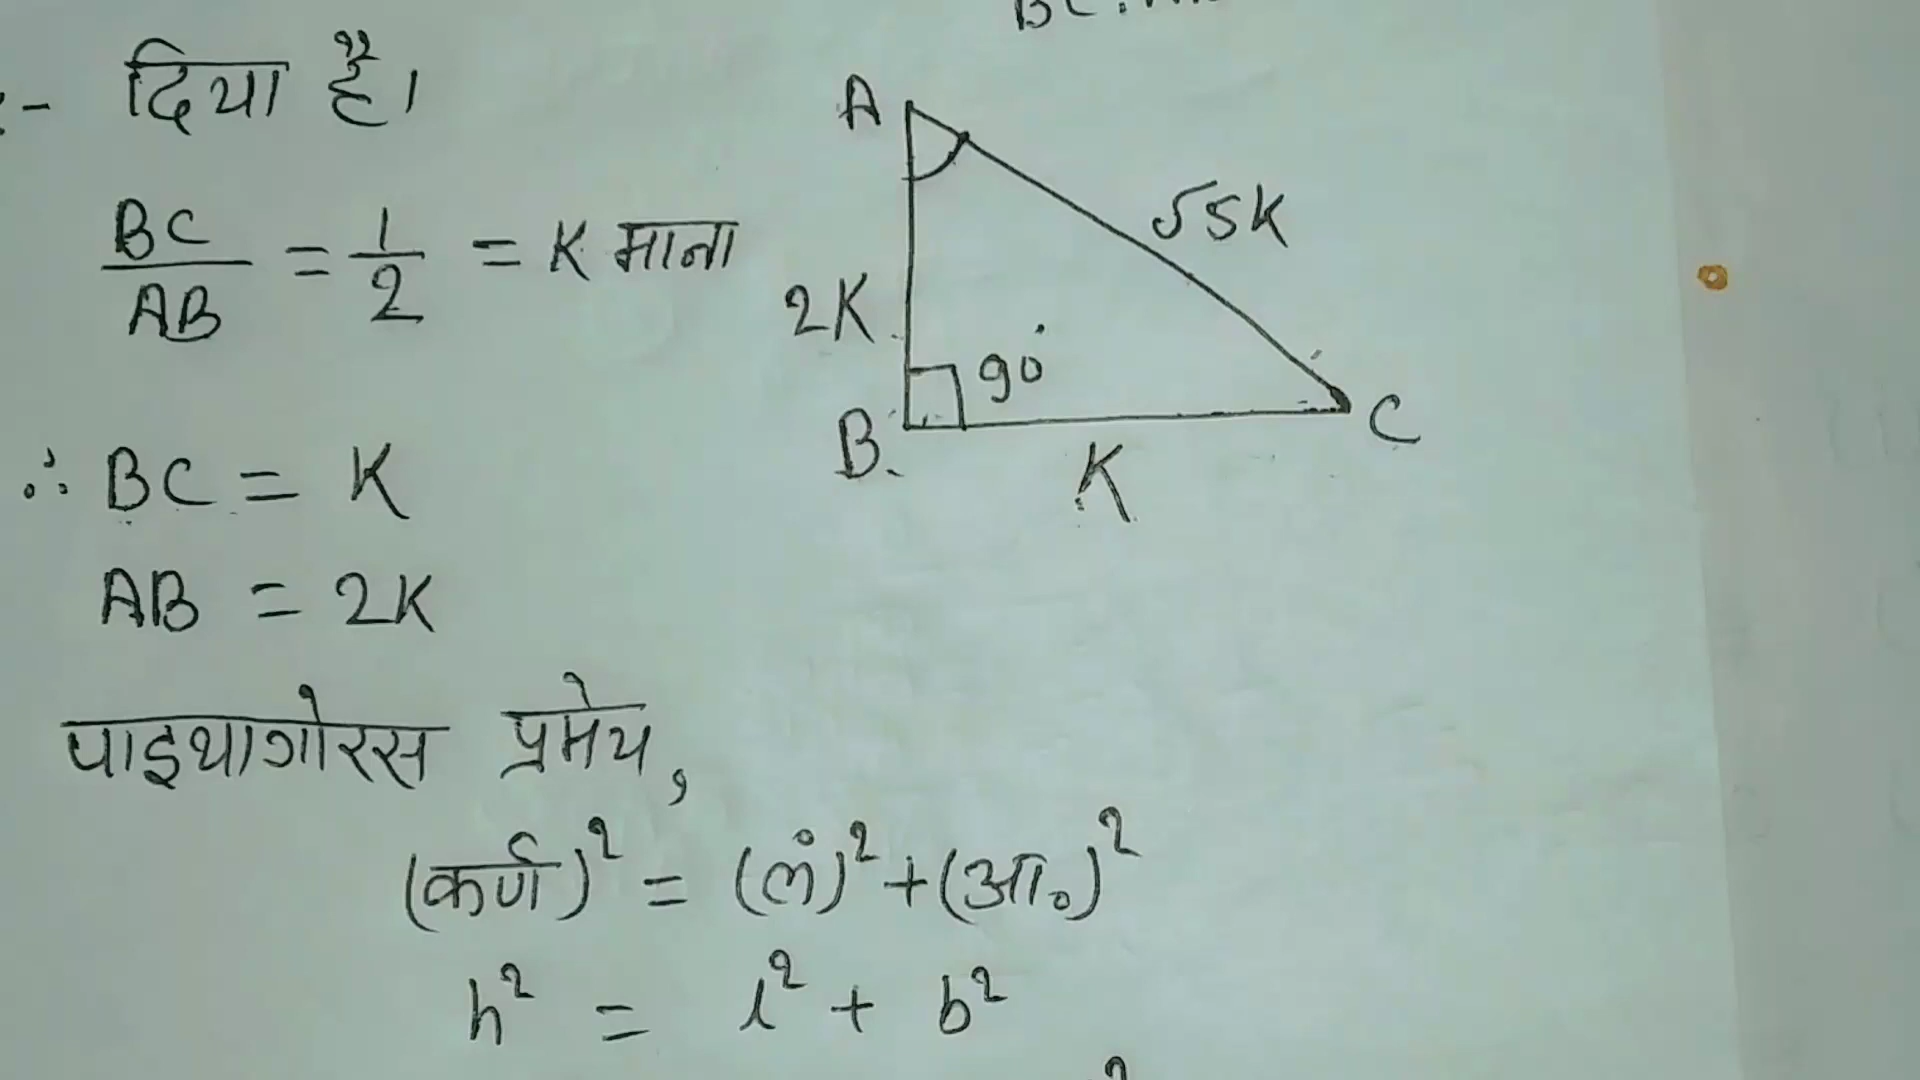 दिया है।
BC/AB = 1/2 = K माना
A
√5K
2K
90°
B
C
K
∴ BC = K
AB = 2K
पाइथागोरस प्रमेय,
(कर्ण)² = (लं)² + (आ०)²
h² = l² + b²